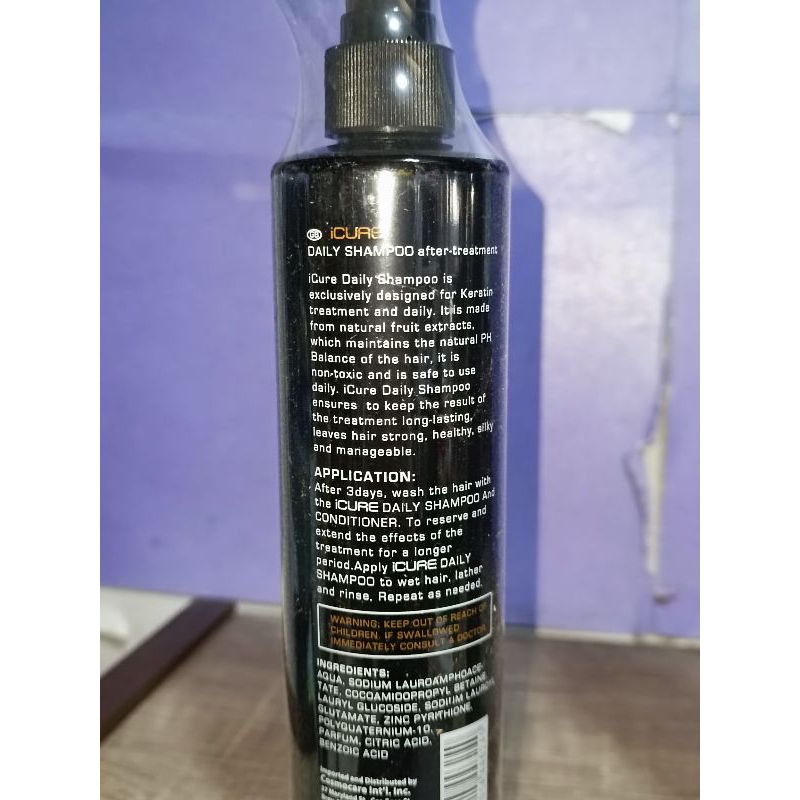 GB iCURE
DAILY SHAMPOO after-treatment
iCure Daily Shampoo is
exclusively designed for Keratin
treatment and daily. It is made
from natural fruit extracts,
which maintains the natural PH
Balance of the hair, it is
non-toxic and is safe to use
daily. iCure Daily Shampoo
ensures to keep the result of
the treatment long-lasting,
leaves hair strong, healthy, silky
and manageable.
APPLICATION:
After 3days, wash the hair with
the iCURE DAILY SHAMPOO And
CONDITIONER. To reserve and
extend the effects of the
treatment for a longer
period.Apply iCURE DAILY
SHAMPOO to wet hair, lather
and rinse. Repeat as needed.
WARNING: KEEP OUT OF REACH OF
CHILDREN. IF SWALLOWED
IMMEDIATELY CONSULT A DOCTOR
INGREDIENTS:
AQUA, SODIUM LAUROAMPHOACE-
TATE, COCOAMIDOPROPYL BETAINE,
LAURYL GLUCOSIDE, SODIUM LAUROYL
GLUTAMATE, ZINC PYRITHIONE,
POLYQUATERNIUM-10,
PARFUM, CITRIC ACID,
BENZOIC ACID
Imported and Distributed by
Cosmocare Int'l. Inc.
37 Maryland St.